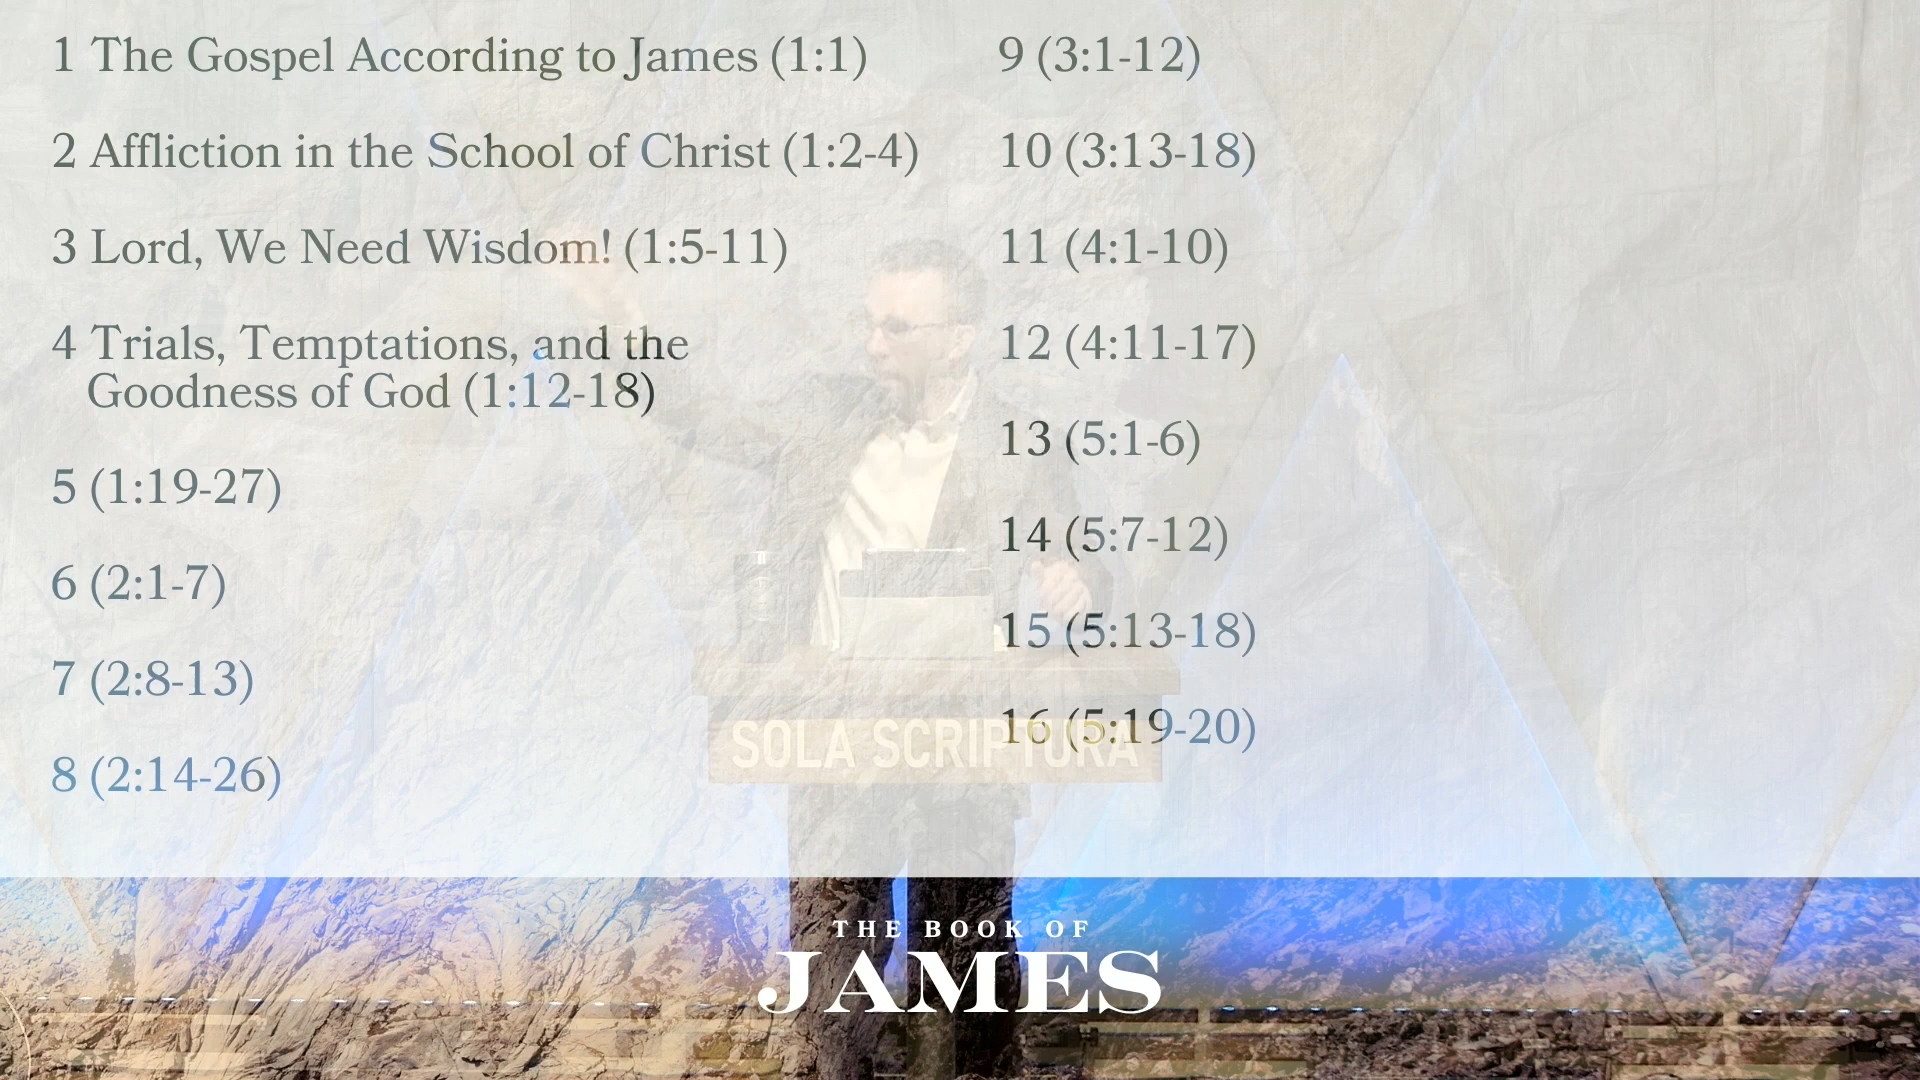 1 The Gospel According to James (1:1)
2 Affliction in the School of Christ (1:2-4)
3 Lord, We Need Wisdom! (1:5-11)
4 Trials, Temptations, and the
Goodness of God (1:12-18)
5 (1:19-27)
6 (2:1-7)
7 (2:8-13)
8 (2:14-26)
9 (3:1-12)
10 (3:13-18)
11 (4:1-10)
12 (4:11-17)
13 (5:1-6)
14 (5:7-12)
15 (5:13-18)
16 (5:19-20)
SOLA SCRIPTURA
THE BOOK OF
JAMES